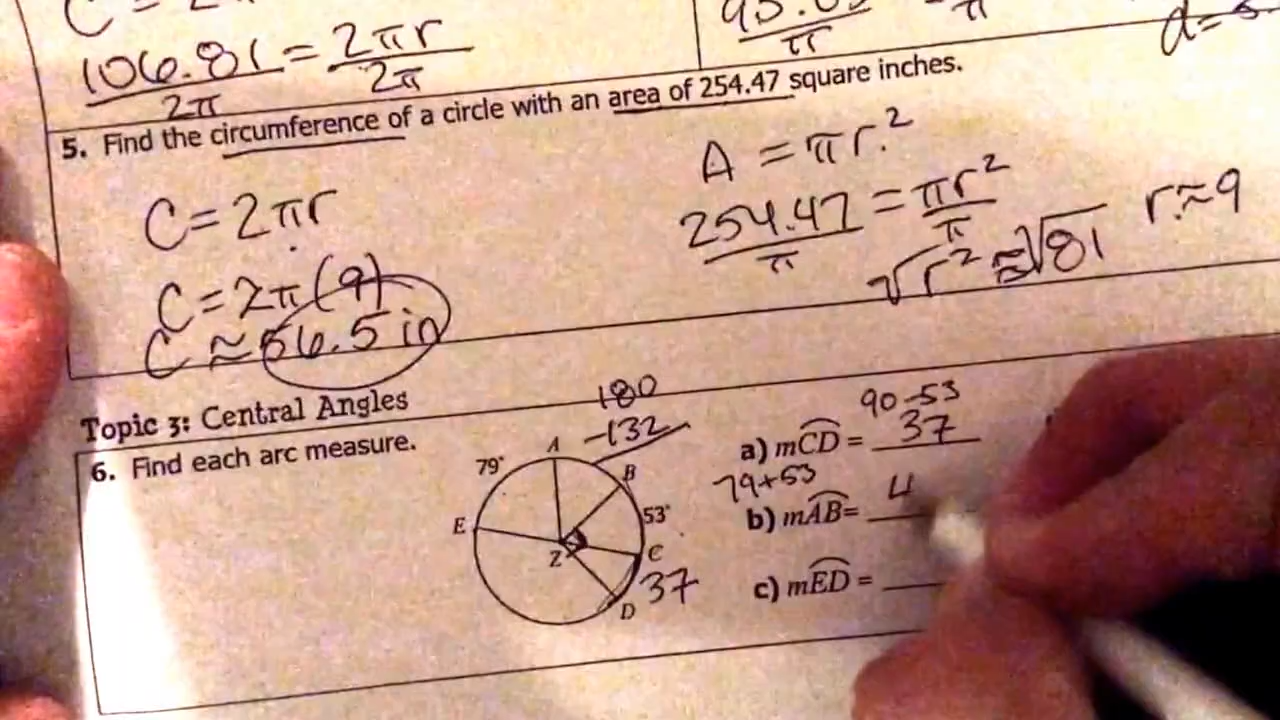 106.81 = 2πr
2π 2π
π π
5. Find the circumference of a circle with an area of 254.47 square inches.
C = 2πr
C = 2π(9)
C ≈ 56.5 in
A = πr²
254.47 = πr²
π π
√r² ≈ √81 r ≈ 9
Topic 3: Central Angles
6. Find each arc measure.
180
-132
A
79°
B
E
53°
Z
C
37
D
90-53
a) mCD = 37
79+53
b) mAB= 4
c) mED =